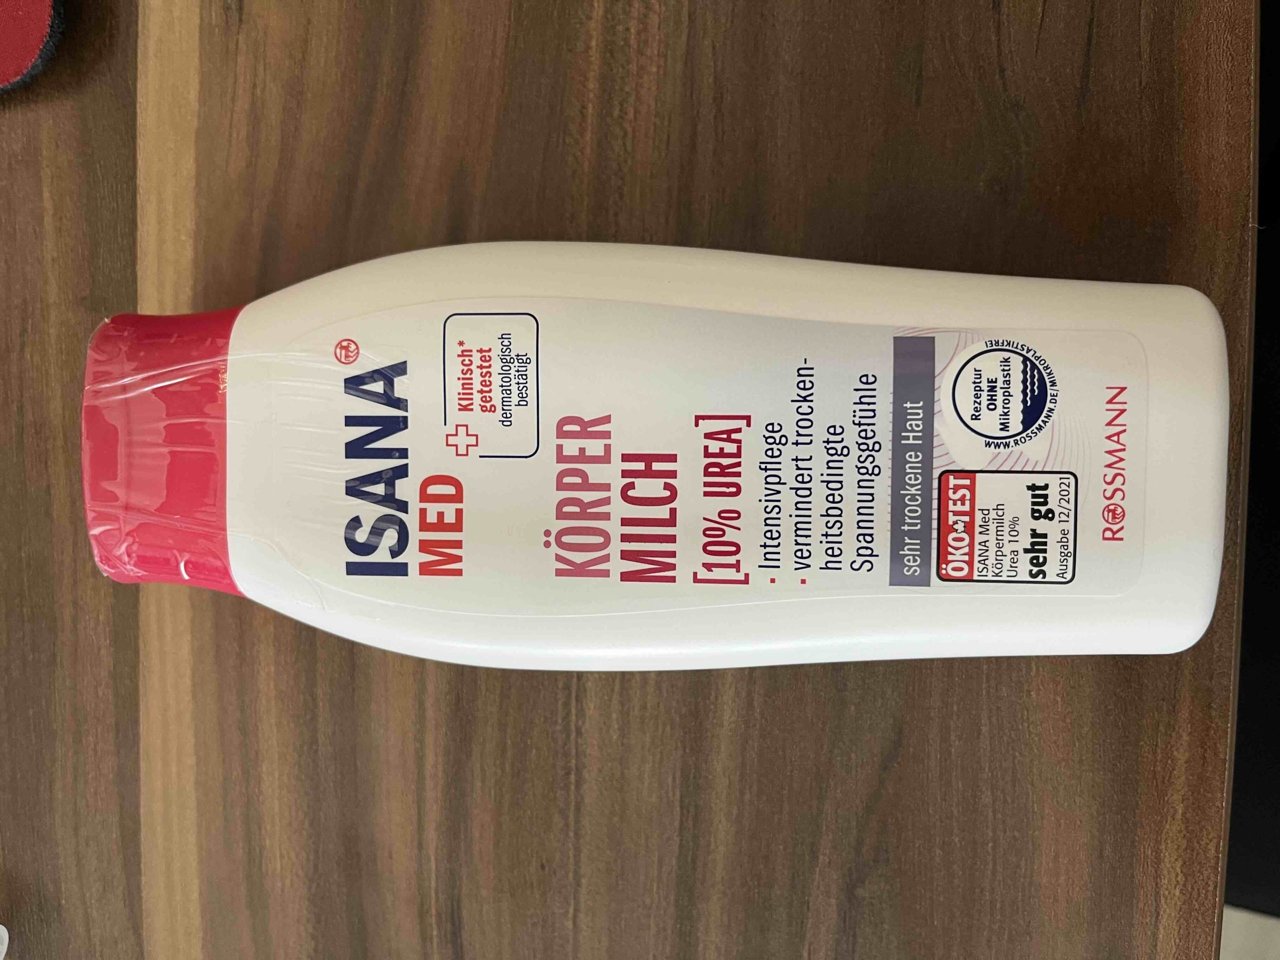 ISANA
MED
Klinisch*
getestet
dermatologisch
bestätigt
KÖRPER
MILCH
[10% UREA]
· Intensivpflege
· vermindert trocken-
heitsbedingte
Spannungsgefühle
sehr trockene Haut
ÖKO TEST
ISANA Med
Körpermilch
Urea 10%
sehr gut
Ausgabe 12/2021
Rezeptur
OHNE
Mikroplastik
WWW.ROSSMANN.DE/MIKROPLASTIKFREI
ROSSMANN